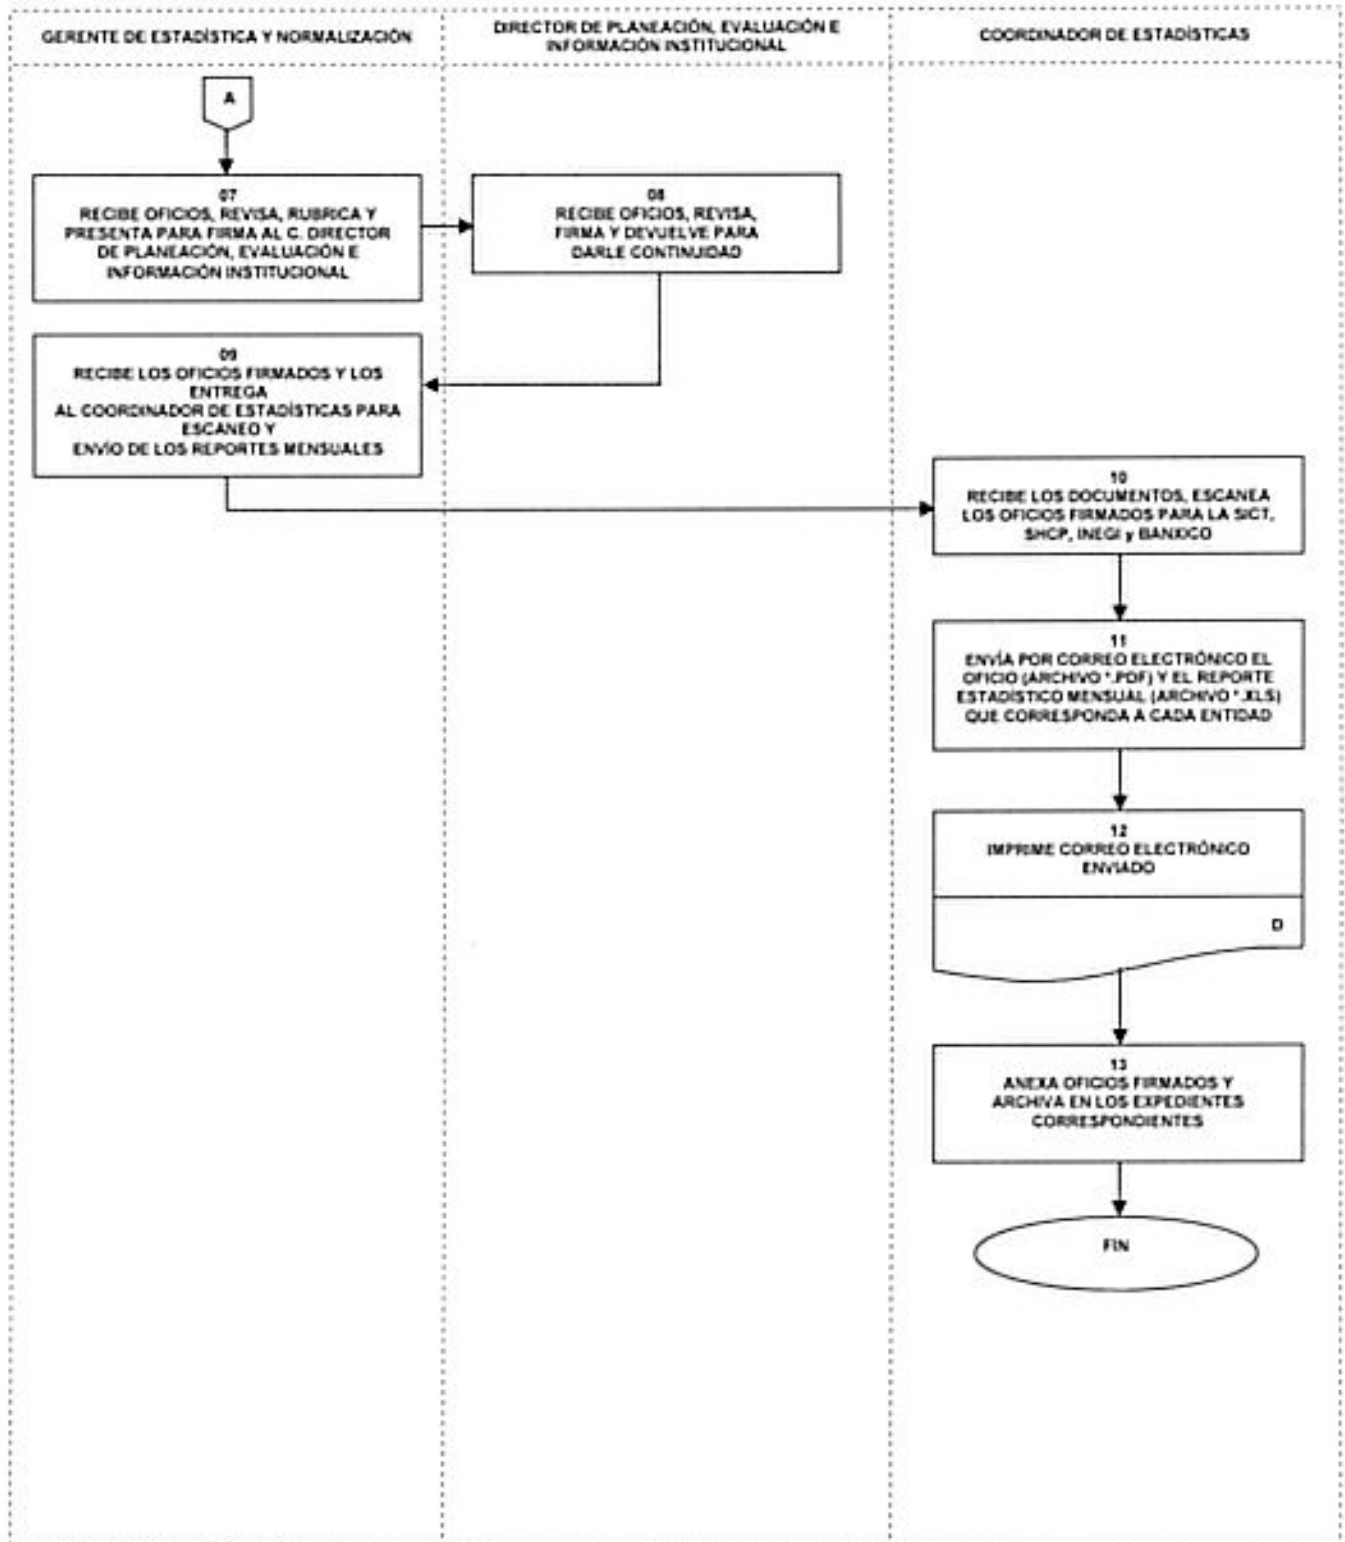 GERENTE DE ESTADÍSTICA Y NORMALIZACIÓN
DIRECTOR DE PLANEACIÓN, EVALUACIÓN E
INFORMACIÓN INSTITUCIONAL
COORDINADOR DE ESTADÍSTICAS
A
07
RECIBE OFICIOS, REVISA, RUBRICA Y
PRESENTA PARA FIRMA AL C. DIRECTOR
DE PLANEACIÓN, EVALUACIÓN E
INFORMACIÓN INSTITUCIONAL
08
RECIBE OFICIOS, REVISA,
FIRMA Y DEVUELVE PARA
DARLE CONTINUIDAD
09
RECIBE LOS OFICIOS FIRMADOS Y LOS
ENTREGA
AL COORDINADOR DE ESTADÍSTICAS PARA
ESCANEO Y
ENVÍO DE LOS REPORTES MENSUALES
10
RECIBE LOS DOCUMENTOS, ESCANEA
LOS OFICIOS FIRMADOS PARA LA SICT,
SHCP, INEGI y BANXICO
11
ENVÍA POR CORREO ELECTRÓNICO EL
OFICIO (ARCHIVO *.PDF) Y EL REPORTE
ESTADÍSTICO MENSUAL (ARCHIVO *.XLS)
QUE CORRESPONDA A CADA ENTIDAD
12
IMPRIME CORREO ELECTRÓNICO
ENVIADO
D
13
ANEXA OFICIOS FIRMADOS Y
ARCHIVA EN LOS EXPEDIENTES
CORRESPONDIENTES
FIN